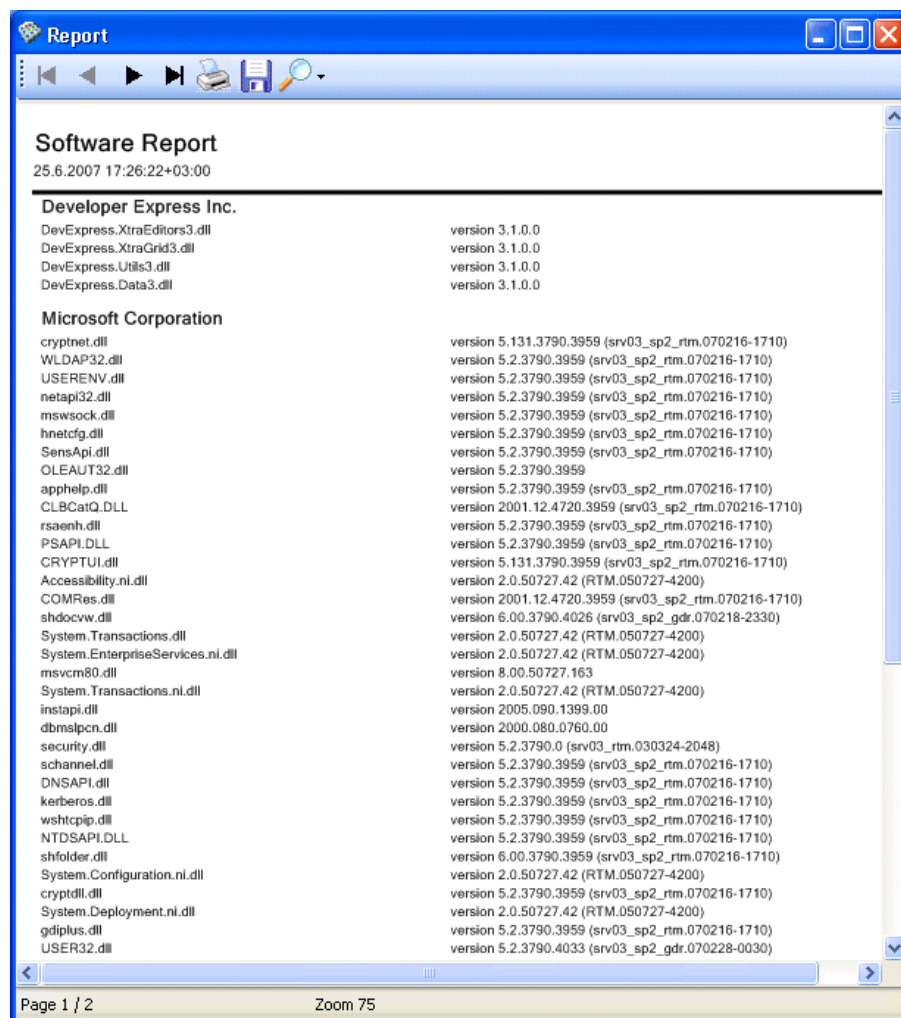 Report
Software Report
25.6.2007 17:26:22+03:00
Developer Express Inc.
DevExpress.XtraEditors3.dll version 3.1.0.0
DevExpress.XtraGrid3.dll version 3.1.0.0
DevExpress.Utils3.dll version 3.1.0.0
DevExpress.Data3.dll version 3.1.0.0
Microsoft Corporation
cryptnet.dll version 5.131.3790.3959 (srv03_sp2_rtm.070216-1710)
WLDAP32.dll version 5.2.3790.3959 (srv03_sp2_rtm.070216-1710)
USERENV.dll version 5.2.3790.3959 (srv03_sp2_rtm.070216-1710)
netapi32.dll version 5.2.3790.3959 (srv03_sp2_rtm.070216-1710)
mswsock.dll version 5.2.3790.3959 (srv03_sp2_rtm.070216-1710)
hnetcfg.dll version 5.2.3790.3959 (srv03_sp2_rtm.070216-1710)
SensApi.dll version 5.2.3790.3959 (srv03_sp2_rtm.070216-1710)
OLEAUT32.dll version 5.2.3790.3959
apphelp.dll version 5.2.3790.3959 (srv03_sp2_rtm.070216-1710)
CLBCatQ.DLL version 2001.12.4720.3959 (srv03_sp2_rtm.070216-1710)
rsaenh.dll version 5.2.3790.3959 (srv03_sp2_rtm.070216-1710)
PSAPI.DLL version 5.2.3790.3959 (srv03_sp2_rtm.070216-1710)
CRYPTUI.dll version 5.131.3790.3959 (srv03_sp2_rtm.070216-1710)
Accessibility.ni.dll version 2.0.50727.42 (RTM.050727-4200)
COMRes.dll version 2001.12.4720.3959 (srv03_sp2_rtm.070216-1710)
shdocvw.dll version 6.00.3790.4026 (srv03_sp2_gdr.070218-2330)
System.Transactions.dll version 2.0.50727.42 (RTM.050727-4200)
System.EnterpriseServices.ni.dll version 2.0.50727.42 (RTM.050727-4200)
msvcm80.dll version 8.00.50727.163
System.Transactions.ni.dll version 2.0.50727.42 (RTM.050727-4200)
instapi.dll version 2005.090.1399.00
dbmslpcn.dll version 2000.080.0760.00
security.dll version 5.2.3790.0 (srv03_rtm.030324-2048)
schannel.dll version 5.2.3790.3959 (srv03_sp2_rtm.070216-1710)
DNSAPI.dll version 5.2.3790.3959 (srv03_sp2_rtm.070216-1710)
kerberos.dll version 5.2.3790.3959 (srv03_sp2_rtm.070216-1710)
wshtcpip.dll version 5.2.3790.3959 (srv03_sp2_rtm.070216-1710)
NTDSAPI.DLL version 5.2.3790.3959 (srv03_sp2_rtm.070216-1710)
shfolder.dll version 6.00.3790.3959 (srv03_sp2_rtm.070216-1710)
System.Configuration.ni.dll version 2.0.50727.42 (RTM.050727-4200)
cryptdll.dll version 5.2.3790.3959 (srv03_sp2_rtm.070216-1710)
System.Deployment.ni.dll version 2.0.50727.42 (RTM.050727-4200)
gdiplus.dll version 5.2.3790.3959 (srv03_sp2_rtm.070216-1710)
USER32.dll version 5.2.3790.4033 (srv03_sp2_gdr.070228-0030)
Page 1 / 2 Zoom 75